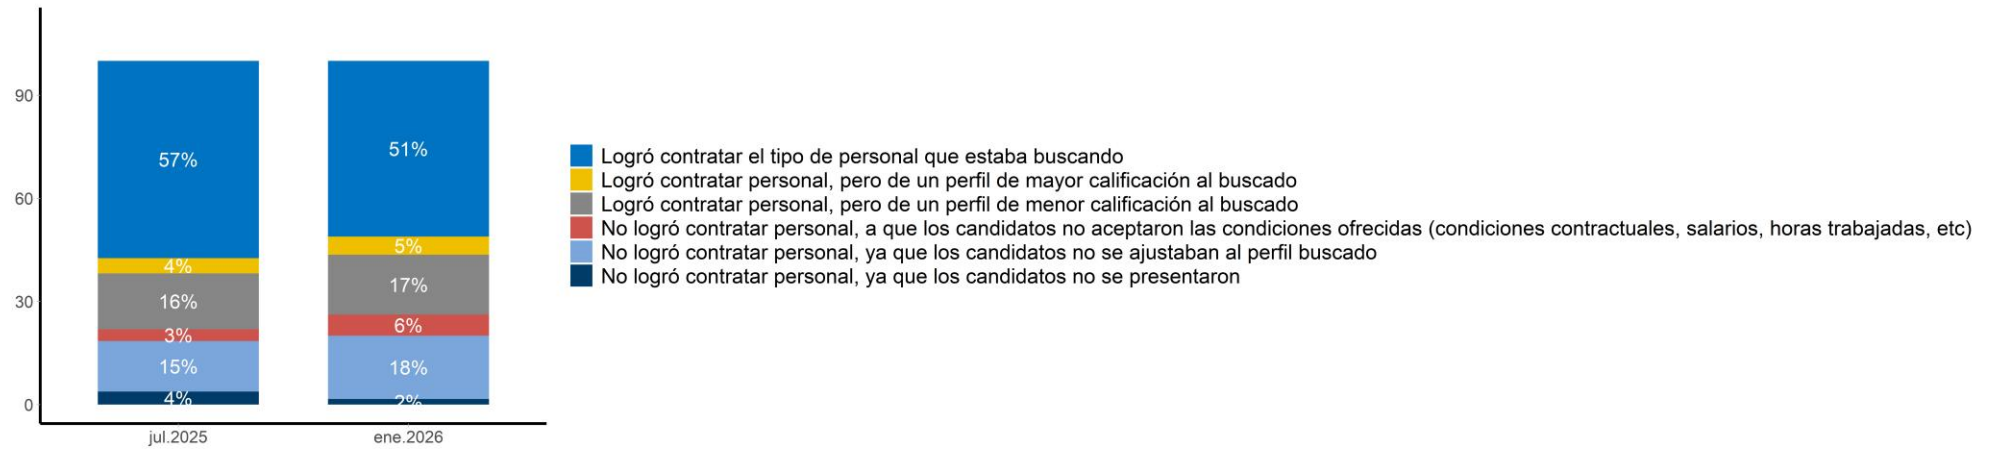 90
60
30
0
57%
4%
16%
3%
15%
4%
51%
5%
17%
6%
18%
2%
jul.2025
ene.2026
Logró contratar el tipo de personal que estaba buscando
Logró contratar personal, pero de un perfil de mayor calificación al buscado
Logró contratar personal, pero de un perfil de menor calificación al buscado
No logró contratar personal, a que los candidatos no aceptaron las condiciones ofrecidas (condiciones contractuales, salarios, horas trabajadas, etc)
No logró contratar personal, ya que los candidatos no se ajustaban al perfil buscado
No logró contratar personal, ya que los candidatos no se presentaron